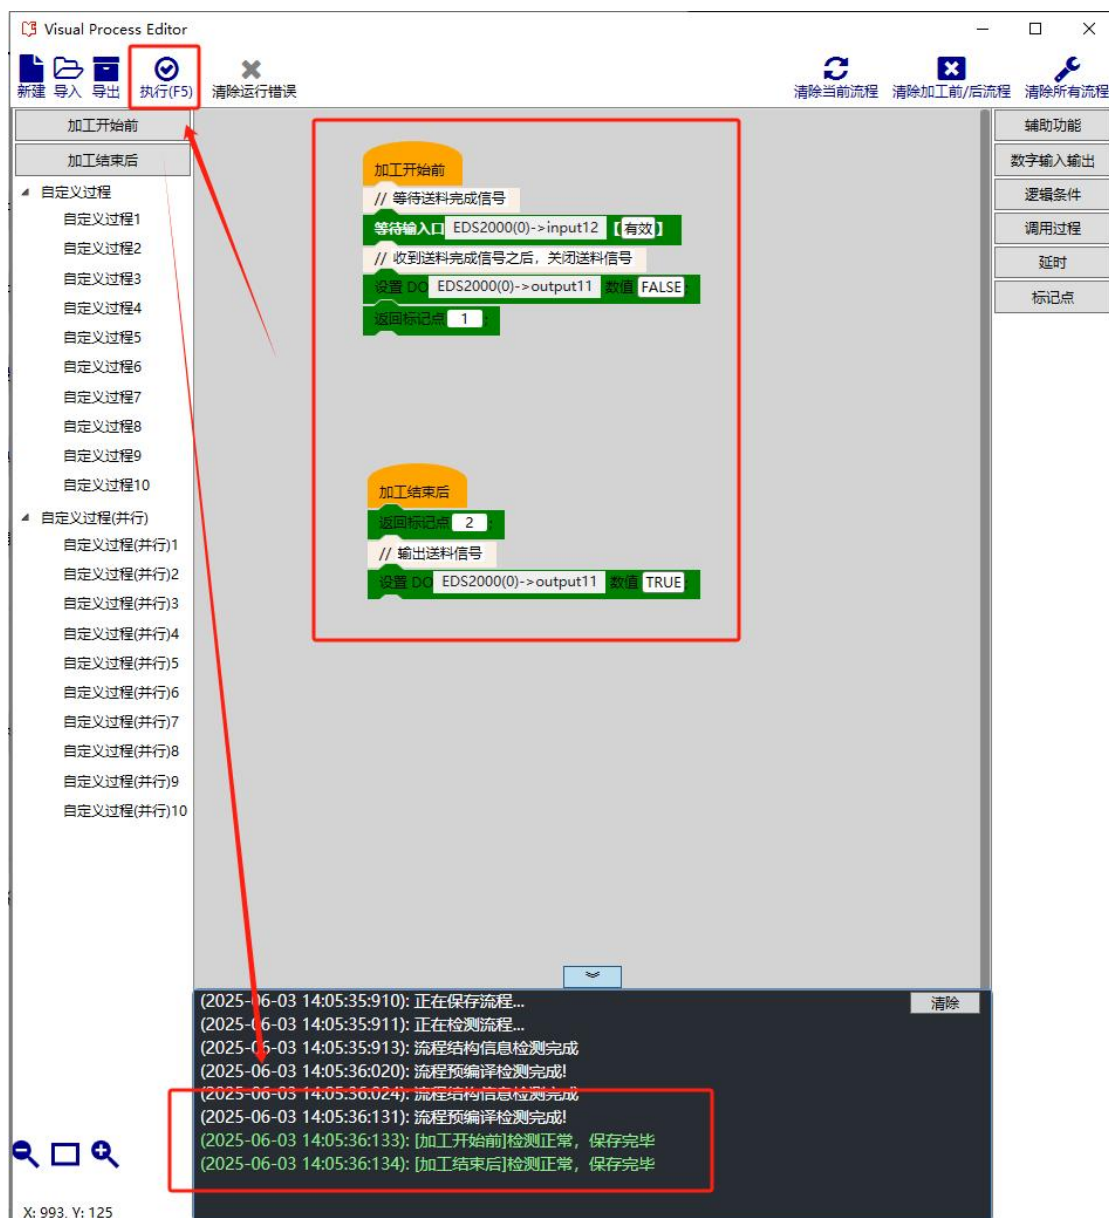 Visual Process Editor
新建 导入 导出 执行(F5) 清除运行错误 清除当前流程 清除加工前/后流程 清除所有流程
加工开始前
加工结束后
自定义过程
自定义过程1
自定义过程2
自定义过程3
自定义过程4
自定义过程5
自定义过程6
自定义过程7
自定义过程8
自定义过程9
自定义过程10
自定义过程(并行)
自定义过程(并行)1
自定义过程(并行)2
自定义过程(并行)3
自定义过程(并行)4
自定义过程(并行)5
自定义过程(并行)6
自定义过程(并行)7
自定义过程(并行)8
自定义过程(并行)9
自定义过程(并行)10
加工开始前
// 等待送料完成信号
等待输入口 EDS2000(0)->input12 【有效】
// 收到送料完成信号之后，关闭送料信号
设置 DO EDS2000(0)->output11 数值 FALSE;
返回标记点 1 ;
加工结束后
返回标记点 2 ;
// 输出送料信号
设置 DO EDS2000(0)->output11 数值 TRUE;
辅助功能
数字输入输出
逻辑条件
调用过程
延时
标记点
清除
(2025-06-03 14:05:35:910): 正在保存流程...
(2025-06-03 14:05:35:911): 正在检测流程...
(2025-06-03 14:05:35:913): 流程结构信息检测完成
(2025-06-03 14:05:36:020): 流程预编译检测完成!
(2025-06-03 14:05:36:024): 流程结构信息检测完成
(2025-06-03 14:05:36:131): 流程预编译检测完成!
(2025-06-03 14:05:36:133): [加工开始前]检测正常，保存完毕
(2025-06-03 14:05:36:134): [加工结束后]检测正常，保存完毕
X: 993, Y: 125